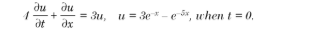 4 ∂u/∂t + ∂u/∂x = 3u, u = 3e^{-x} – e^{-5x}, when t = 0.